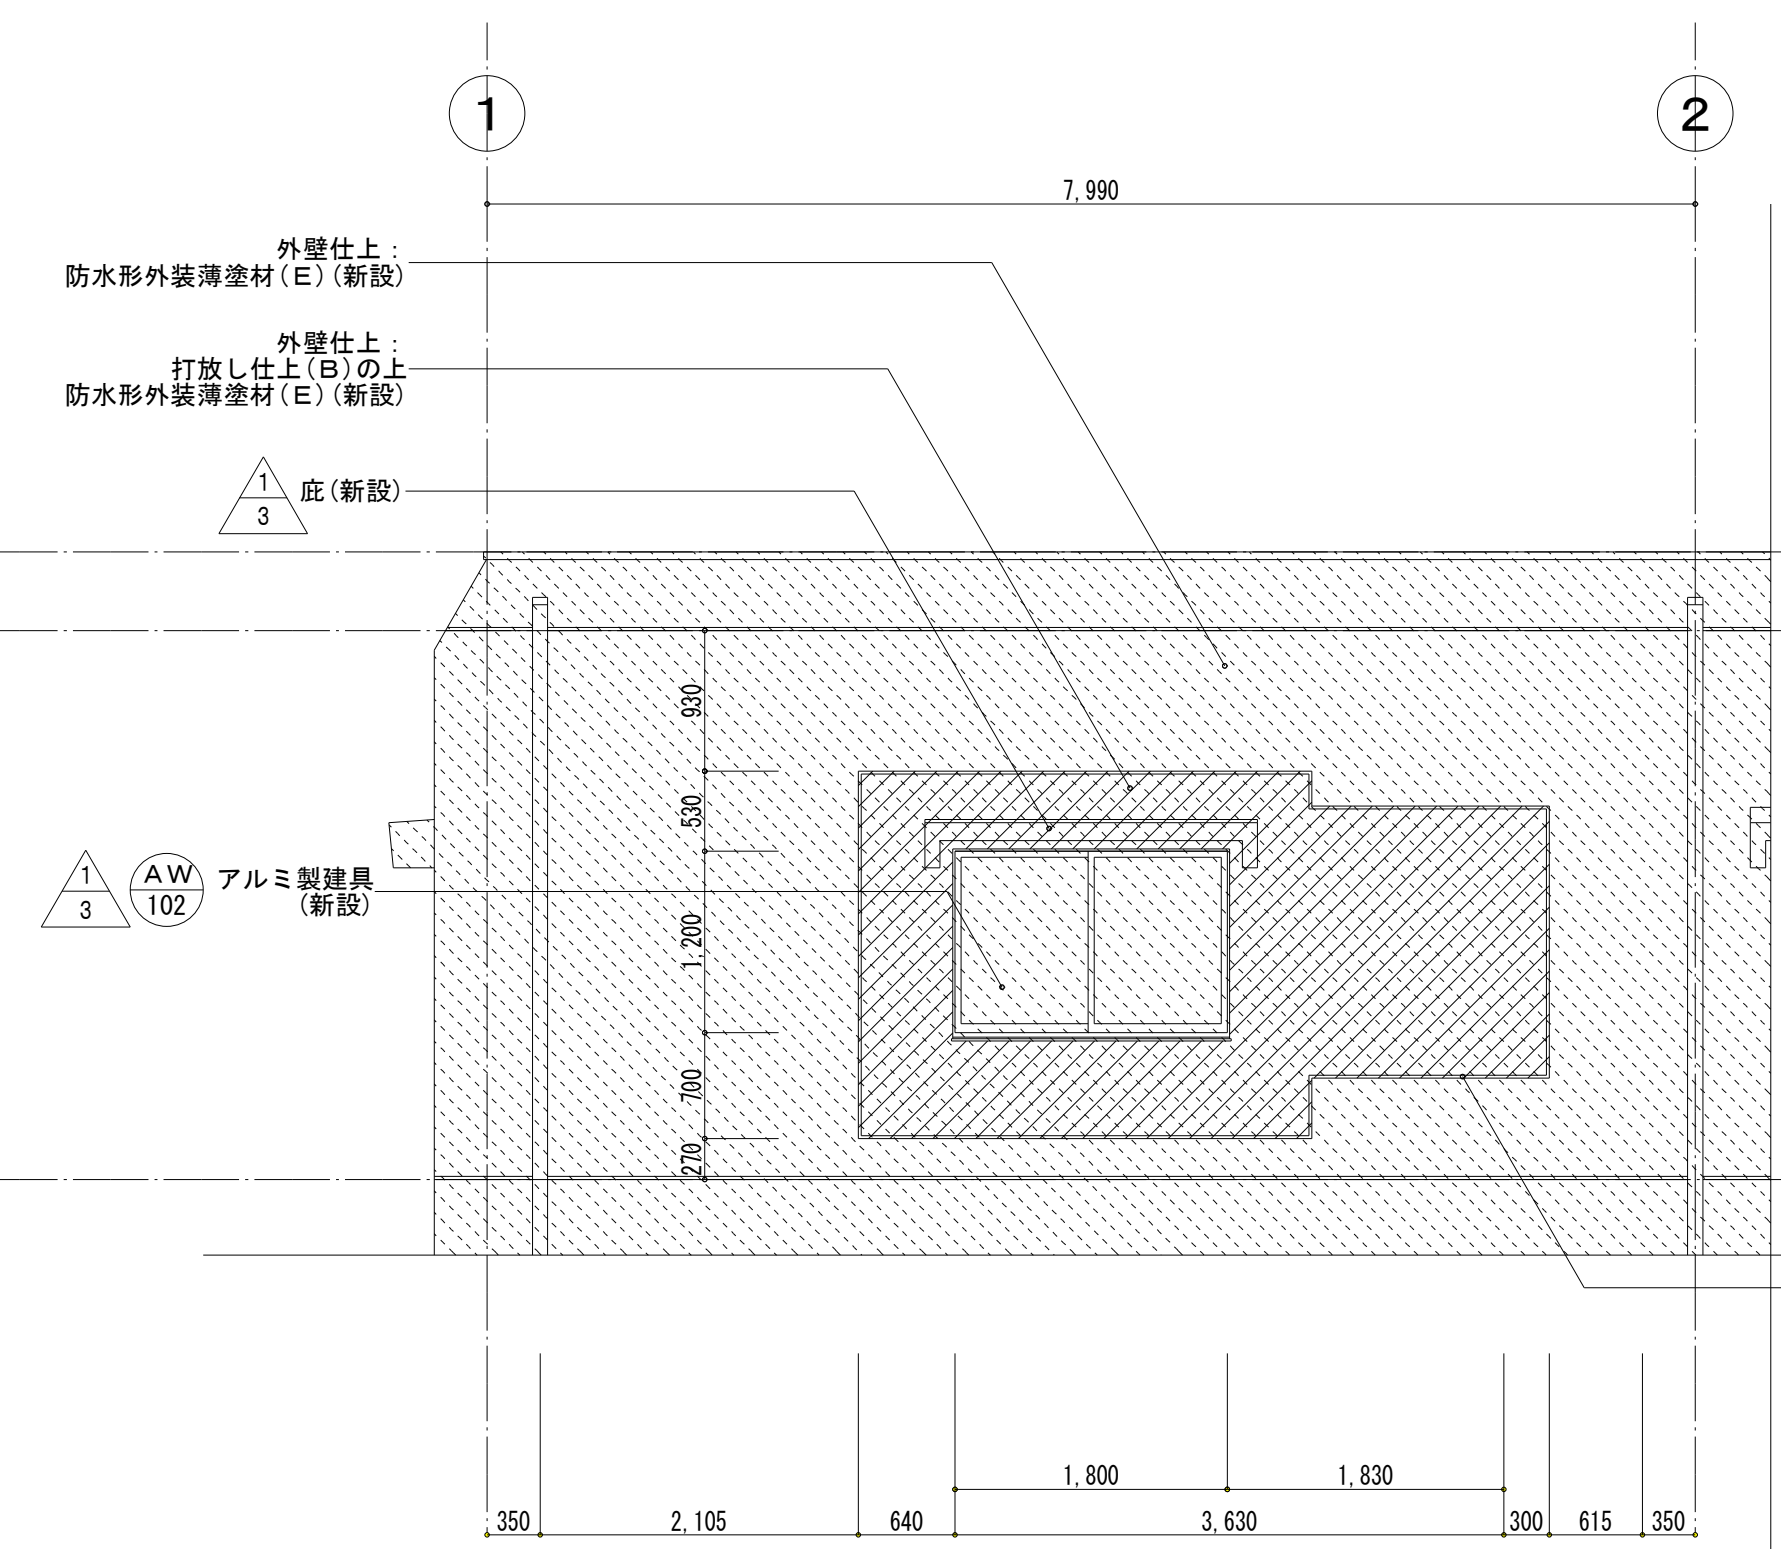 1
2
7,990
外壁仕上：
防水形外装薄塗材(E)(新設)
外壁仕上：
打放し仕上(B)の上
防水形外装薄塗材(E)(新設)
1
3
庇(新設)
930
530
1
3
AW
102
アルミ製建具
(新設)
1,200
700
270
1,800
1,830
350
2,105
640
3,630
300
615
350